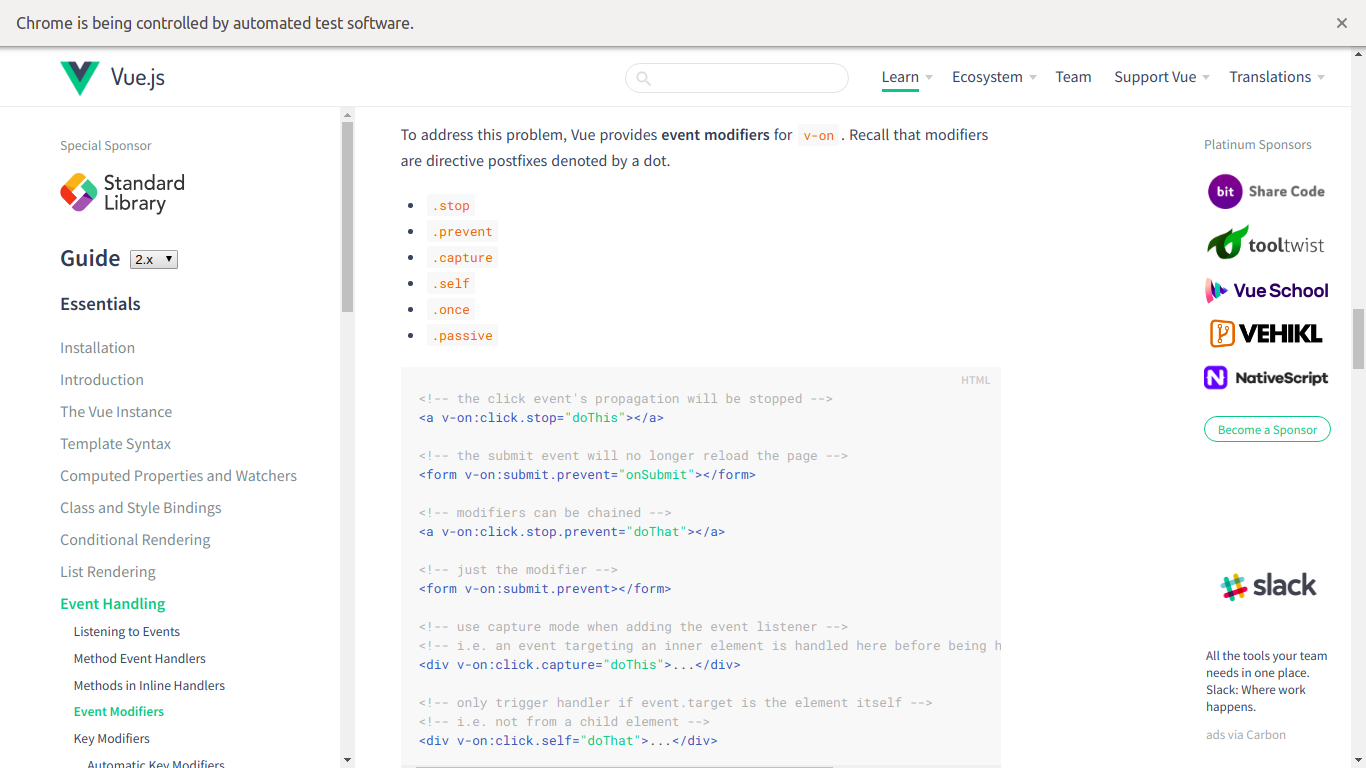 Chrome is being controlled by automated test software.
Vue.js
Learn
Ecosystem
Team
Support Vue
Translations
Special Sponsor
Standard
Library
Guide
2.x
Essentials
Installation
Introduction
The Vue Instance
Template Syntax
Computed Properties and Watchers
Class and Style Bindings
Conditional Rendering
List Rendering
Event Handling
Listening to Events
Method Event Handlers
Methods in Inline Handlers
Event Modifiers
Key Modifiers
Automatic Key Modifiers
To address this problem, Vue provides event modifiers for v-on . Recall that modifiers
are directive postfixes denoted by a dot.
.stop
.prevent
.capture
.self
.once
.passive
HTML
<!-- the click event's propagation will be stopped -->
<a v-on:click.stop="doThis"></a>
<!-- the submit event will no longer reload the page -->
<form v-on:submit.prevent="onSubmit"></form>
<!-- modifiers can be chained -->
<a v-on:click.stop.prevent="doThat"></a>
<!-- just the modifier -->
<form v-on:submit.prevent></form>
<!-- use capture mode when adding the event listener -->
<!-- i.e. an event targeting an inner element is handled here before being h
<div v-on:click.capture="doThis">...</div>
<!-- only trigger handler if event.target is the element itself -->
<!-- i.e. not from a child element -->
<div v-on:click.self="doThat">...</div>
Platinum Sponsors
bit Share Code
tooltwist
Vue School
VEHIKL
N NativeScript
Become a Sponsor
slack
All the tools your team
needs in one place.
Slack: Where work
happens.
ads via Carbon